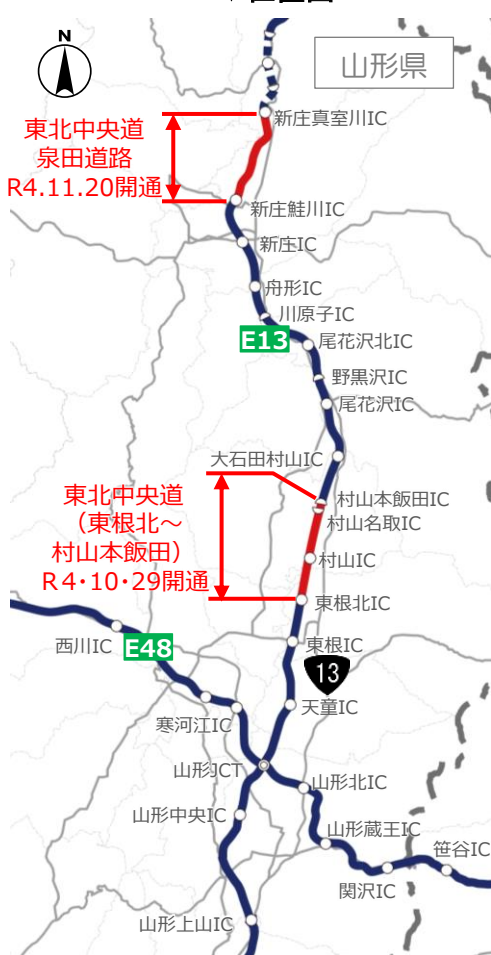 N
山形県
新庄真室川IC
東北中央道
泉田道路
R4.11.20開通
新庄鮭川IC
新庄IC
舟形IC
川原子IC
E13
尾花沢北IC
野黒沢IC
尾花沢IC
大石田村山IC
村山本飯田IC
村山名取IC
東北中央道
（東根北～
村山本飯田）
R4・10・29開通
村山IC
東根北IC
西川IC
E48
東根IC
13
寒河江IC
天童IC
山形JCT
山形北IC
山形中央IC
山形蔵王IC
笹谷IC
関沢IC
山形上山IC